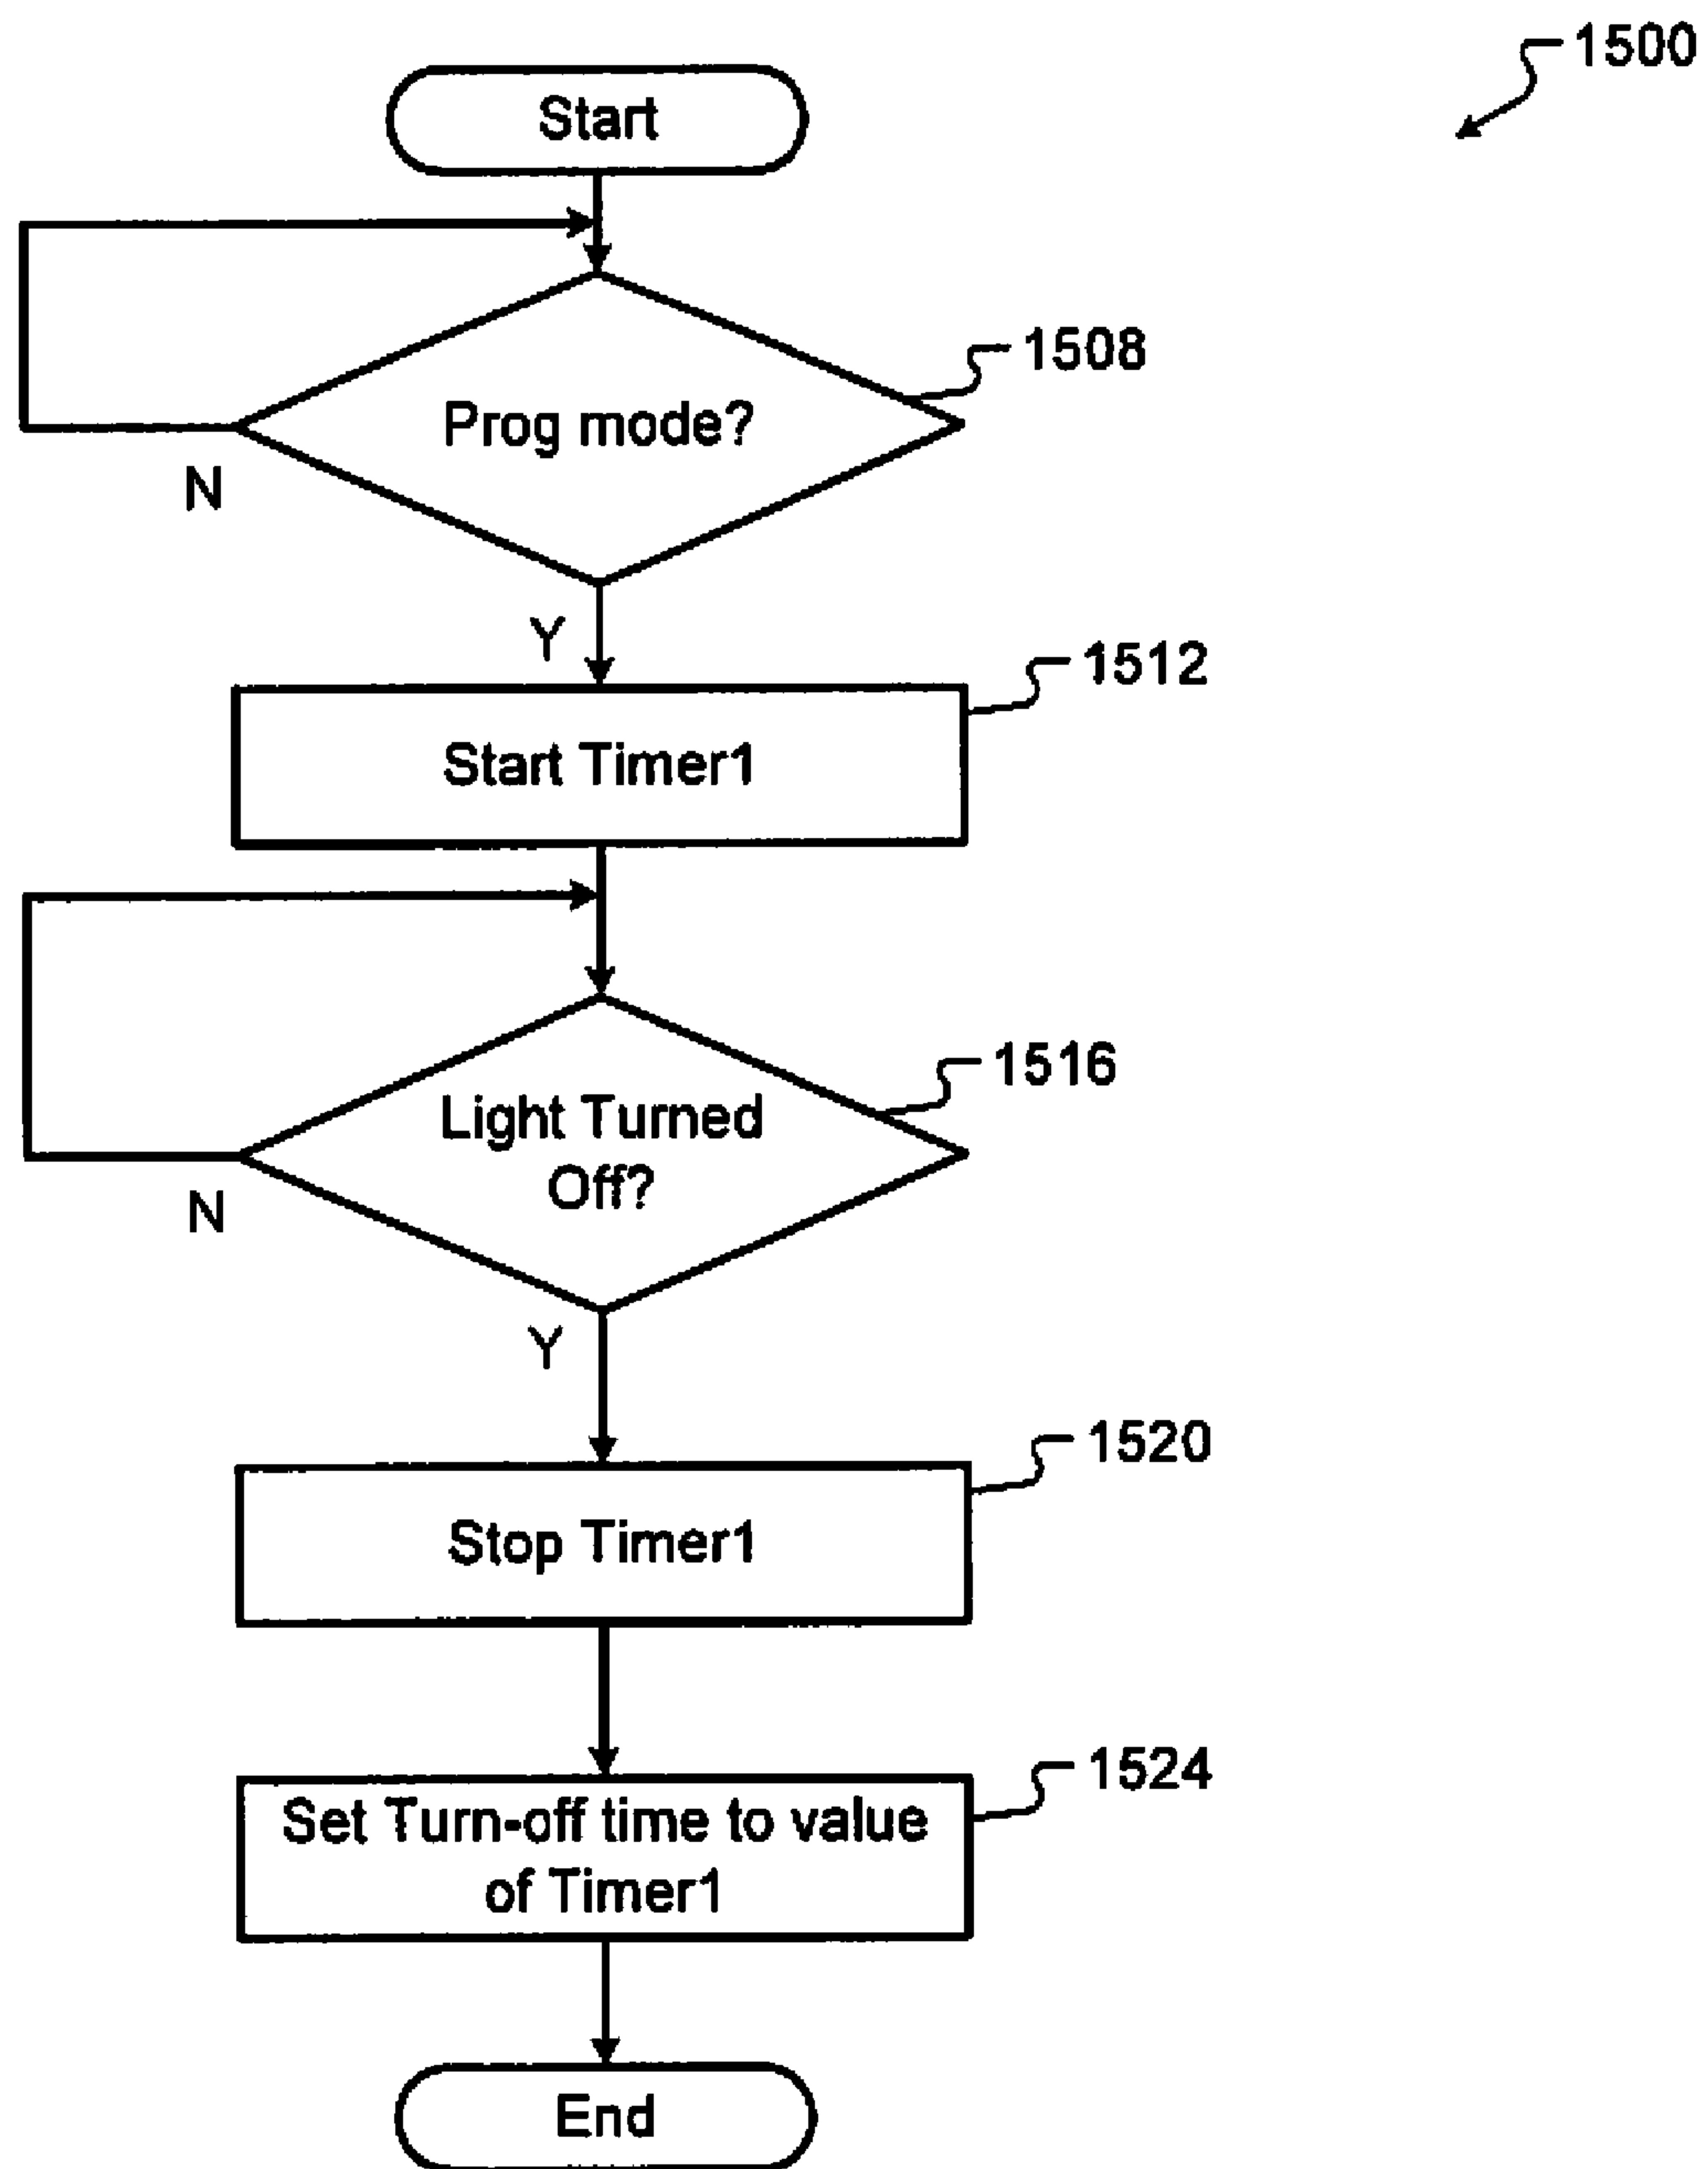 1500
Start
1508
Prog mode?
N
Y
1512
Start Timer1
1516
Light Turned
Off?
N
Y
1520
Stop Timer1
1524
Set Turn-off time to value
of Timer1
End